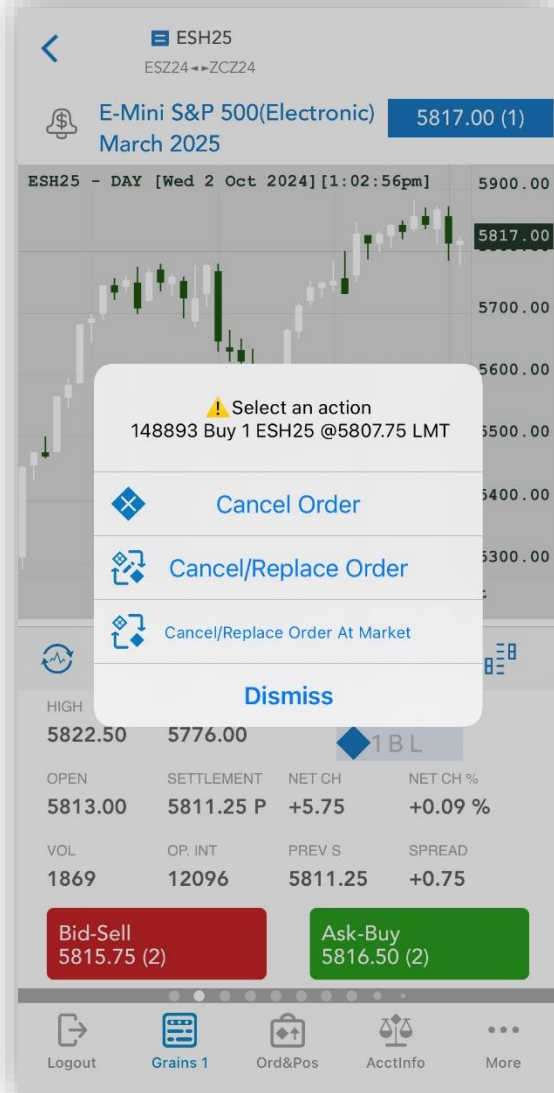 ESH25
ESZ24◄►ZCZ24
E-Mini S&P 500(Electronic)
March 2025
5817.00 (1)
ESH25 - DAY [Wed 2 Oct 2024][1:02:56pm]
5900.00
5817.00
5700.00
5600.00
5500.00
5400.00
5300.00
⚠️Select an action
148893 Buy 1 ESH25 @5807.75 LMT
Cancel Order
Cancel/Replace Order
Cancel/Replace Order At Market
Dismiss
HIGH
5822.50 5776.00
1 B L
OPEN SETTLEMENT NET CH NET CH %
5813.00 5811.25 P +5.75 +0.09 %
VOL OP. INT PREV S SPREAD
1869 12096 5811.25 +0.75
Bid-Sell
5815.75 (2)
Ask-Buy
5816.50 (2)
Logout Grains 1 Ord&Pos AcctInfo More